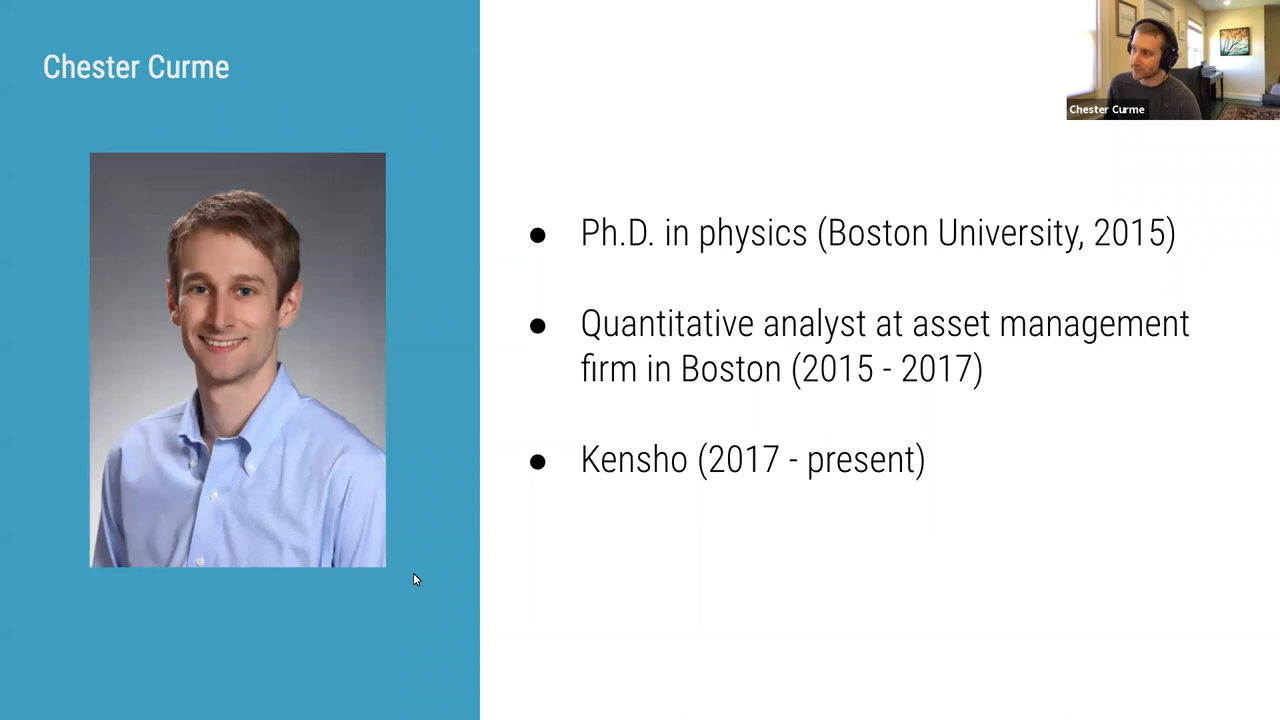 Chester Curme
Chester Curme
● Ph.D. in physics (Boston University, 2015)
● Quantitative analyst at asset management
firm in Boston (2015 - 2017)
● Kensho (2017 - present)